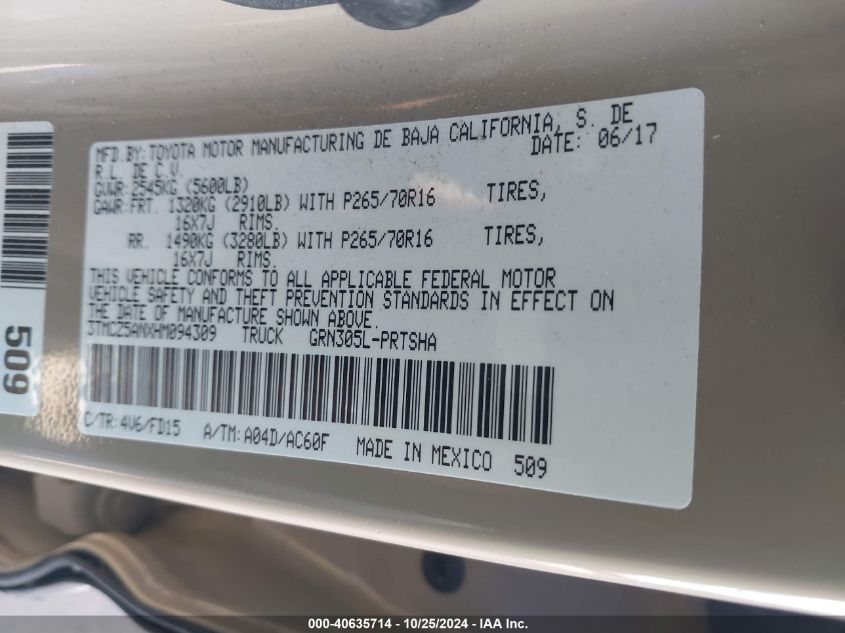 MFD.BY:TOYOTA MOTOR MANUFACTURING DE BAJA CALIFORNIA, S. DE
R.L. DE C.V. DATE: 06/17
GVWR:2545KG (5600LB)
GAWR:FRT. 1320KG (2910LB) WITH P265/70R16 TIRES,
16X7J RIMS.
RR. 1490KG (3280LB) WITH P265/70R16 TIRES,
16X7J RIMS.
THIS VEHICLE CONFORMS TO ALL APPLICABLE FEDERAL MOTOR
VEHICLE SAFETY AND THEFT PREVENTION STANDARDS IN EFFECT ON
THE DATE OF MANUFACTURE SHOWN ABOVE.
3TMCZ5ANXHM094309 TRUCK GRN305L-PRTSHA
C/TR:4V6/FD15 A/TM:A04D/AC60F MADE IN MEXICO 509
509
000-40635714 - 10/25/2024 - IAA Inc.